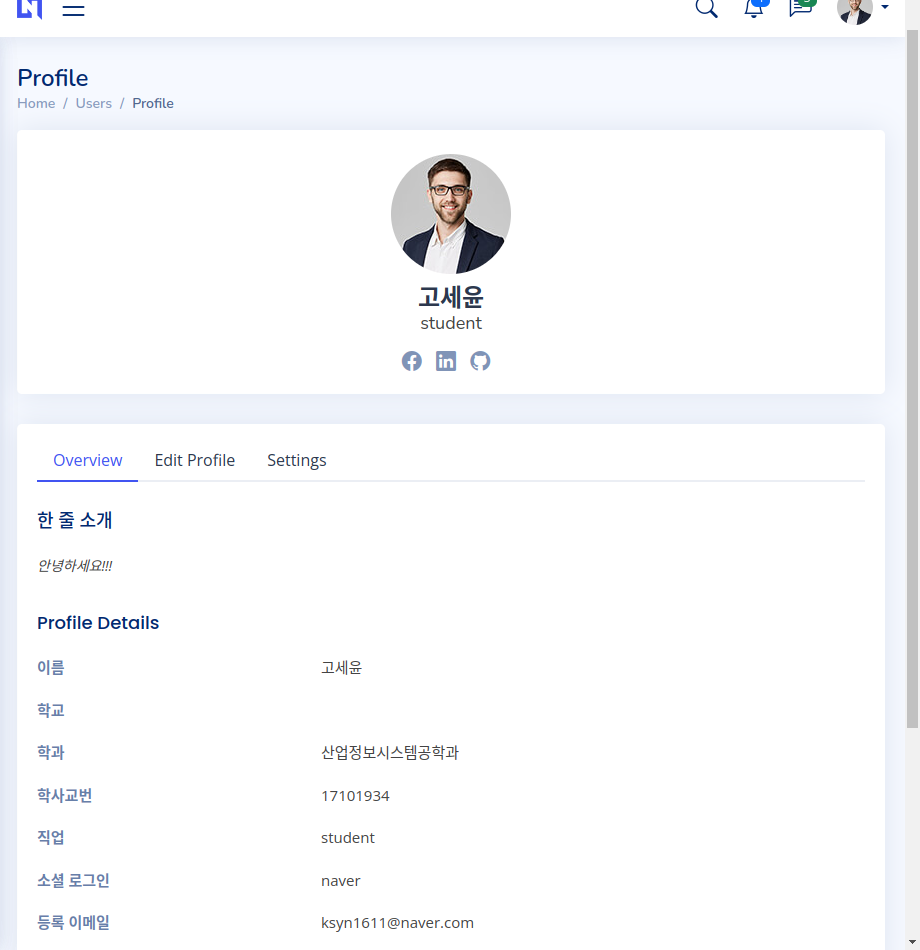 Profile
Home / Users / Profile
고세윤
student
Overview Edit Profile Settings
한 줄 소개
안녕하세요!!!
Profile Details
이름 고세윤
학교
학과 산업정보시스템공학과
학사교번 17101934
직업 student
소셜 로그인 naver
등록 이메일 ksyn1611@naver.com